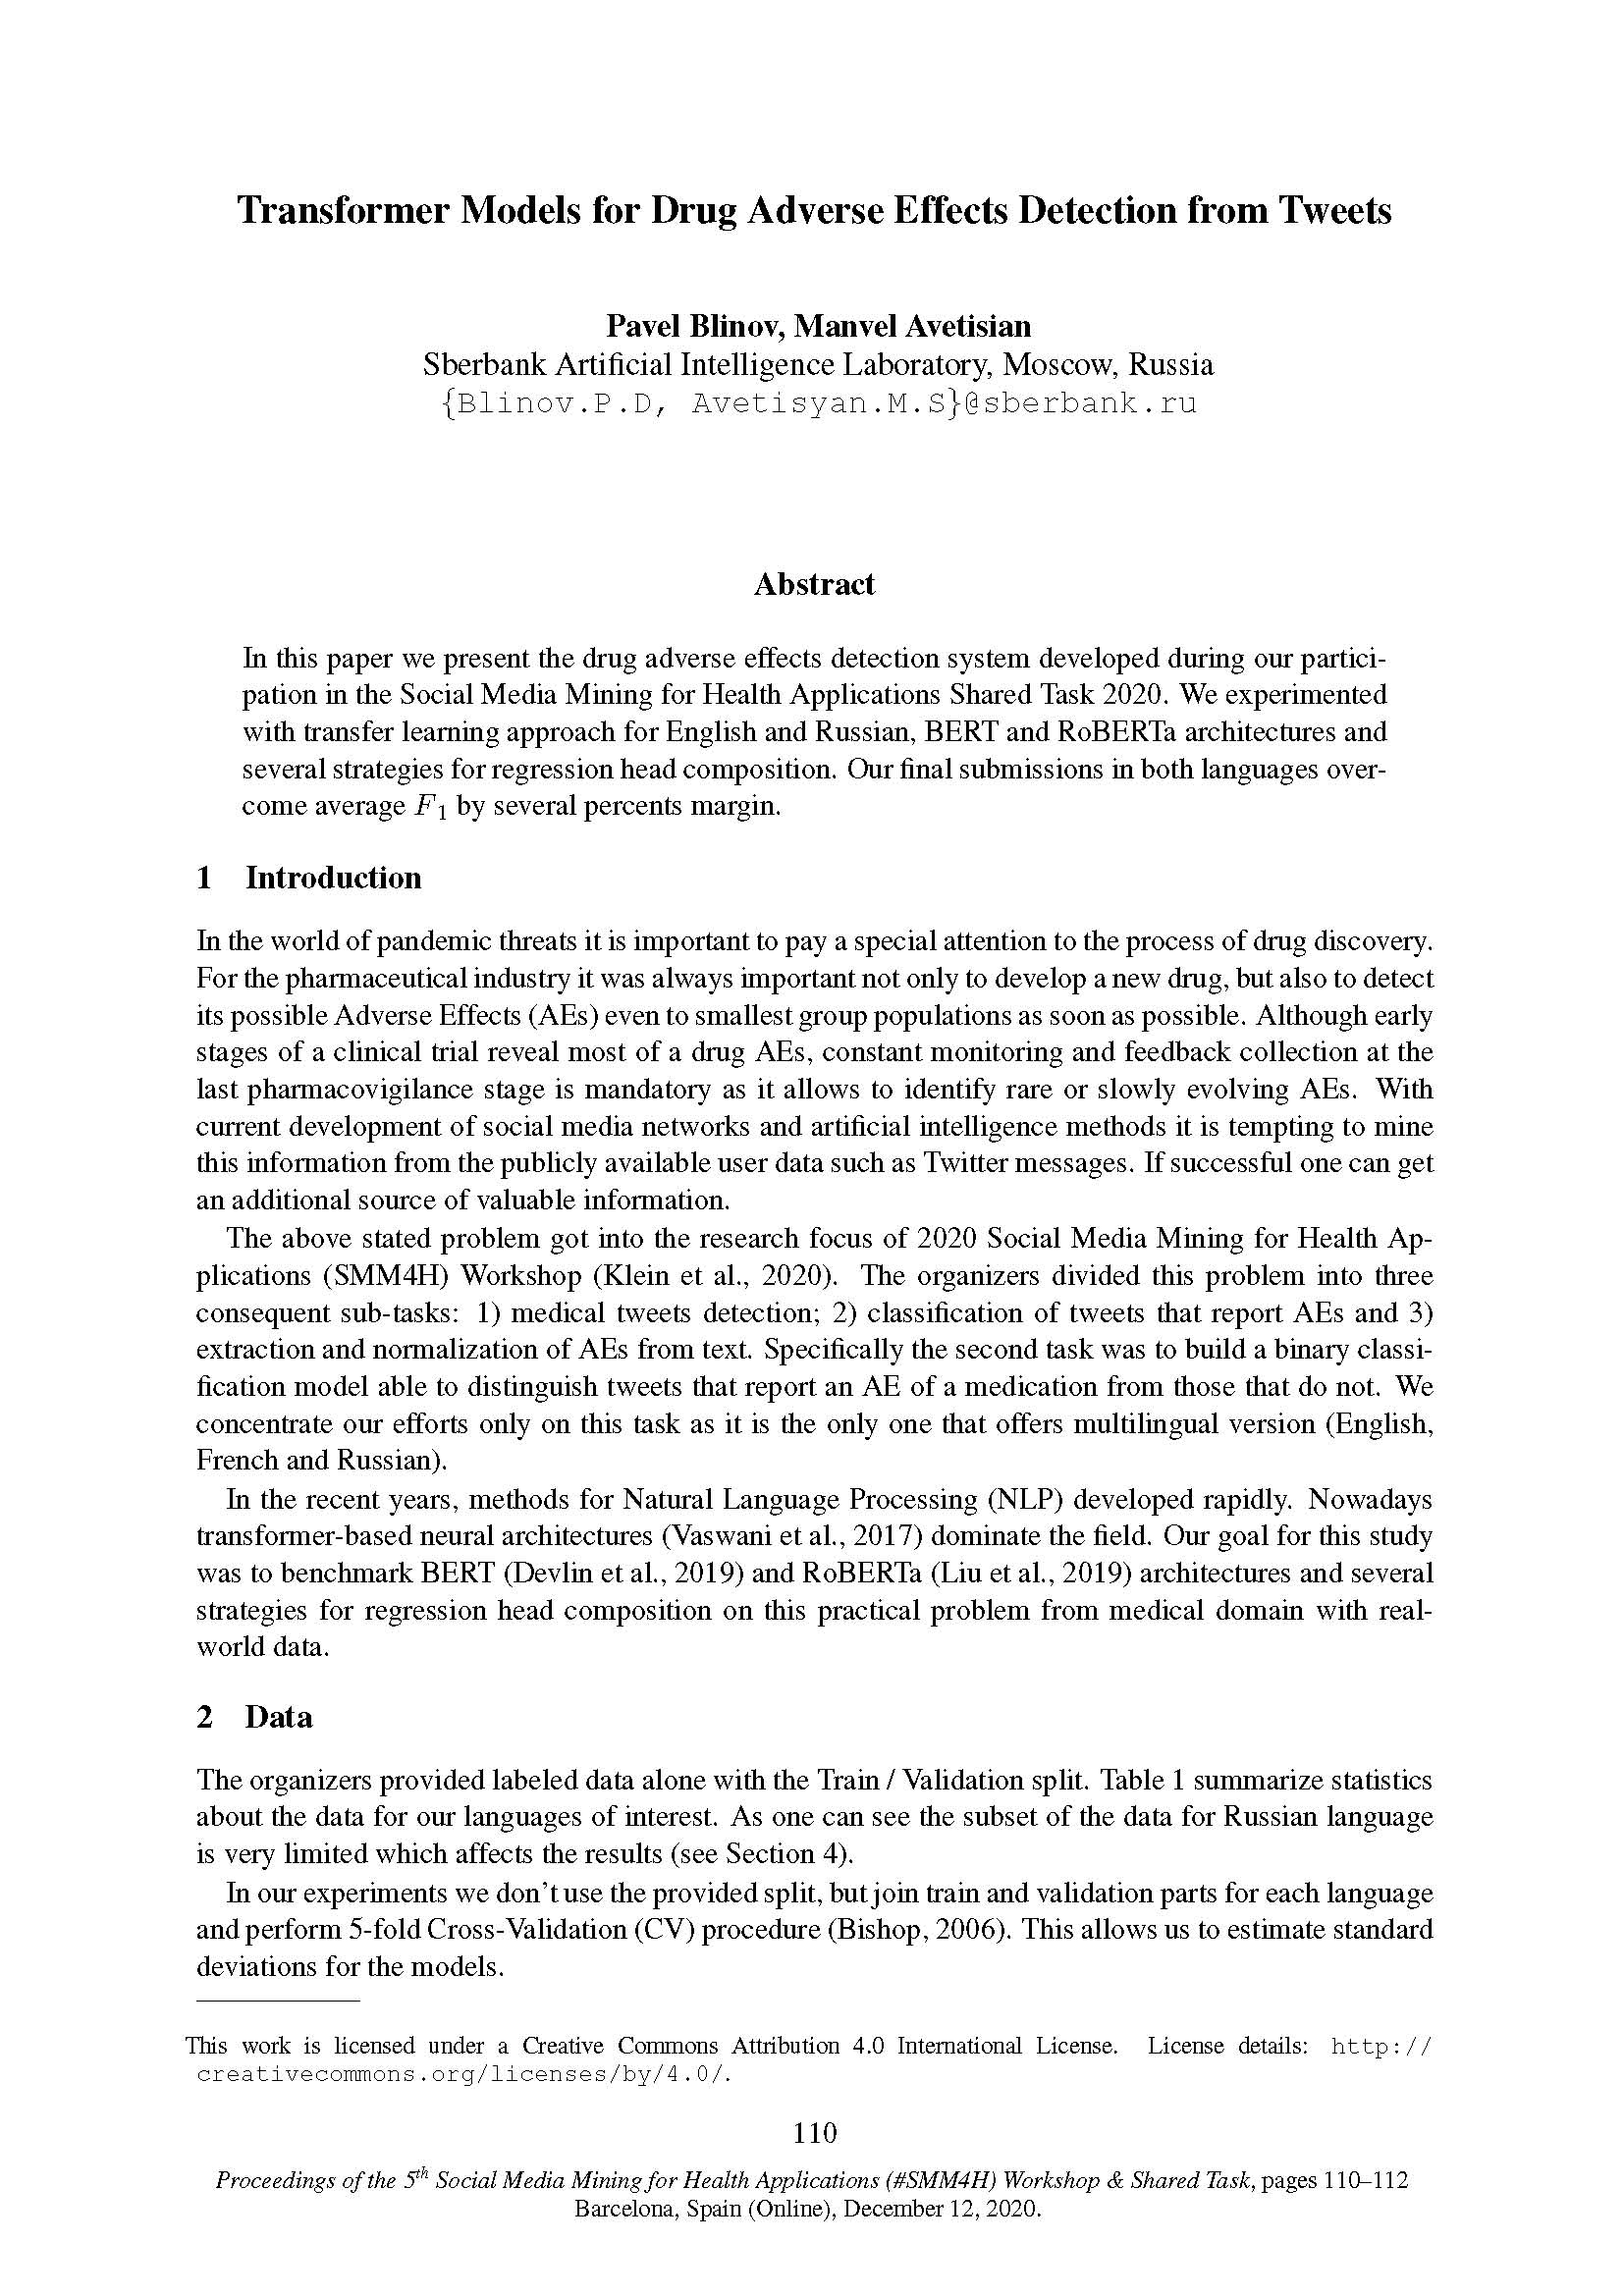 Transformer Models for Drug Adverse Effects Detection from Tweets
Pavel Blinov, Manvel Avetisian
Sberbank Artificial Intelligence Laboratory, Moscow, Russia
{Blinov.P.D, Avetisyan.M.S}@sberbank.ru
Abstract
In this paper we present the drug adverse effects detection system developed during our partici-
pation in the Social Media Mining for Health Applications Shared Task 2020. We experimented
with transfer learning approach for English and Russian, BERT and RoBERTa architectures and
several strategies for regression head composition. Our final submissions in both languages over-
come average F1 by several percents margin.
1 Introduction
In the world of pandemic threats it is important to pay a special attention to the process of drug discovery.
For the pharmaceutical industry it was always important not only to develop a new drug, but also to detect
its possible Adverse Effects (AEs) even to smallest group populations as soon as possible. Although early
stages of a clinical trial reveal most of a drug AEs, constant monitoring and feedback collection at the
last pharmacovigilance stage is mandatory as it allows to identify rare or slowly evolving AEs. With
current development of social media networks and artificial intelligence methods it is tempting to mine
this information from the publicly available user data such as Twitter messages. If successful one can get
an additional source of valuable information.
The above stated problem got into the research focus of 2020 Social Media Mining for Health Ap-
plications (SMM4H) Workshop (Klein et al., 2020). The organizers divided this problem into three
consequent sub-tasks: 1) medical tweets detection; 2) classification of tweets that report AEs and 3)
extraction and normalization of AEs from text. Specifically the second task was to build a binary classi-
fication model able to distinguish tweets that report an AE of a medication from those that do not. We
concentrate our efforts only on this task as it is the only one that offers multilingual version (English,
French and Russian).
In the recent years, methods for Natural Language Processing (NLP) developed rapidly. Nowadays
transformer-based neural architectures (Vaswani et al., 2017) dominate the field. Our goal for this study
was to benchmark BERT (Devlin et al., 2019) and RoBERTa (Liu et al., 2019) architectures and several
strategies for regression head composition on this practical problem from medical domain with real-
world data.
2 Data
The organizers provided labeled data alone with the Train / Validation split. Table 1 summarize statistics
about the data for our languages of interest. As one can see the subset of the data for Russian language
is very limited which affects the results (see Section 4).
In our experiments we don't use the provided split, but join train and validation parts for each language
and perform 5-fold Cross-Validation (CV) procedure (Bishop, 2006). This allows us to estimate standard
deviations for the models.
This work is licensed under a Creative Commons Attribution 4.0 International License. License details: http://
creativecommons.org/licenses/by/4.0/.
110
Proceedings of the 5th Social Media Mining for Health Applications (#SMM4H) Workshop & Shared Task, pages 110–112
Barcelona, Spain (Online), December 12, 2020.